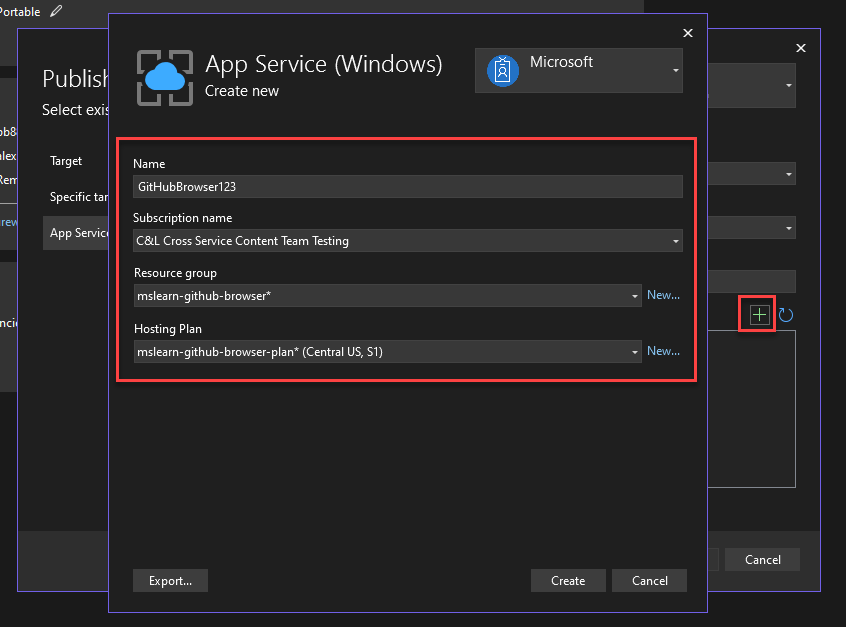 Portable
App Service (Windows)
Create new
Microsoft
Publish
Select exis
Name
GitHubBrowser123
Target
Specific tar
App Service
Subscription name
C&L Cross Service Content Team Testing
Resource group
mslearn-github-browser*
New...
Hosting Plan
mslearn-github-browser-plan* (Central US, S1)
New...
Export...
Create
Cancel
Cancel